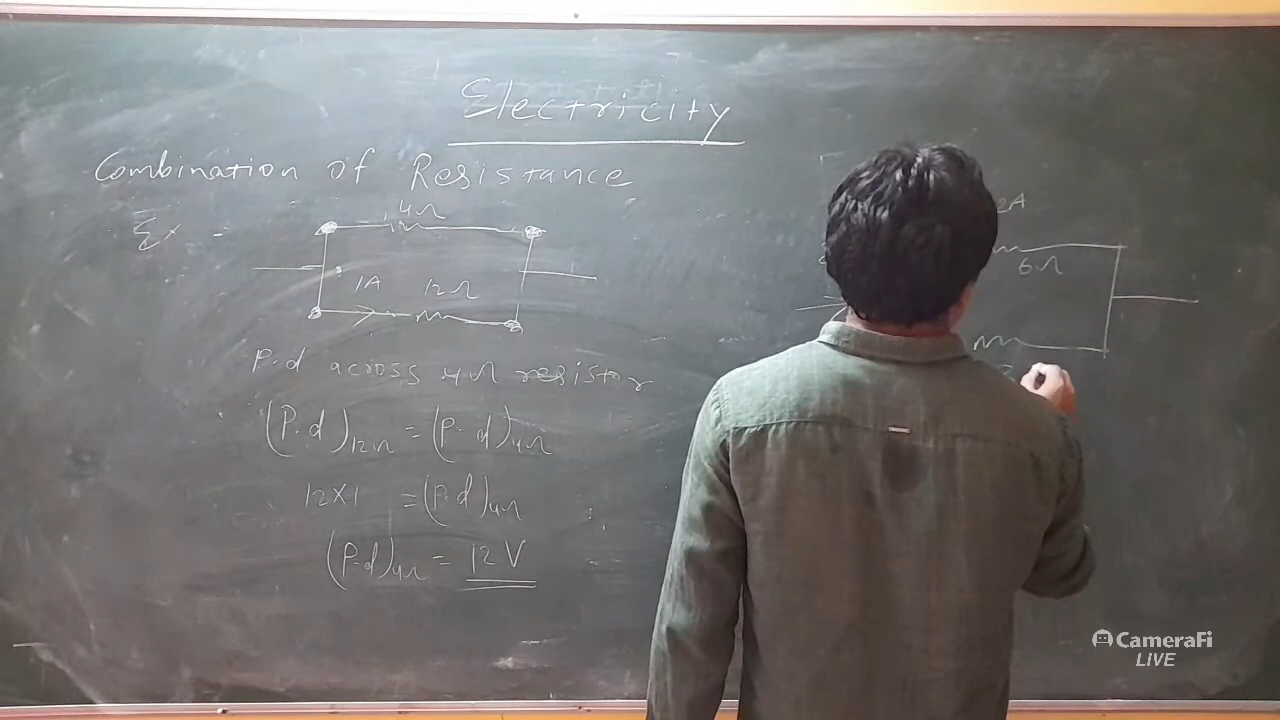 Electricity
Combination of Resistance
Ex -
4Ω
1A
12Ω
P.d across 4Ω resistor
(P.d)12Ω = (P.d)4Ω
12×1 = (P.d)4Ω
(P.d)4Ω = 12V
2A
6Ω
CameraFi
LIVE